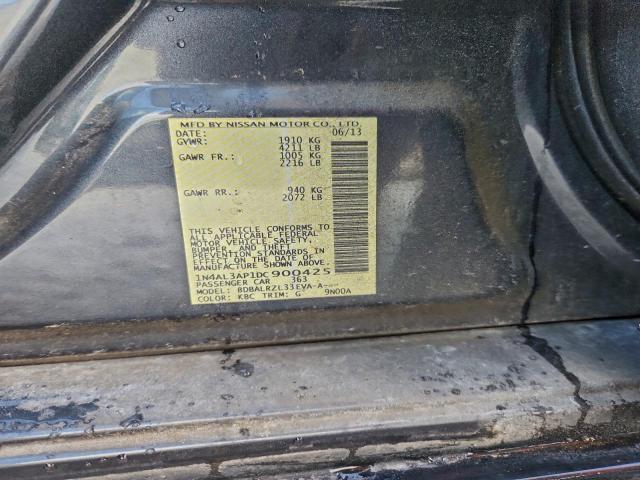 MFD BY NISSAN MOTOR CO., LTD.
DATE: 06/13
GVWR: 1910 KG
4211 LB
GAWR FR.: 1005 KG
2216 LB
GAWR RR.: 940 KG
2072 LB
THIS VEHICLE CONFORMS TO
ALL APPLICABLE FEDERAL
MOTOR VEHICLE SAFETY,
BUMPER, AND THEFT
PREVENTION STANDARDS IN
EFFECT ON THE DATE OF
MANUFACTURE SHOWN ABOVE.
1N4AL3AP1DC900425
PASSENGER CAR 363
MODEL: BDBALRZL33EVA-A---
COLOR: KBC TRIM: G 9N00A